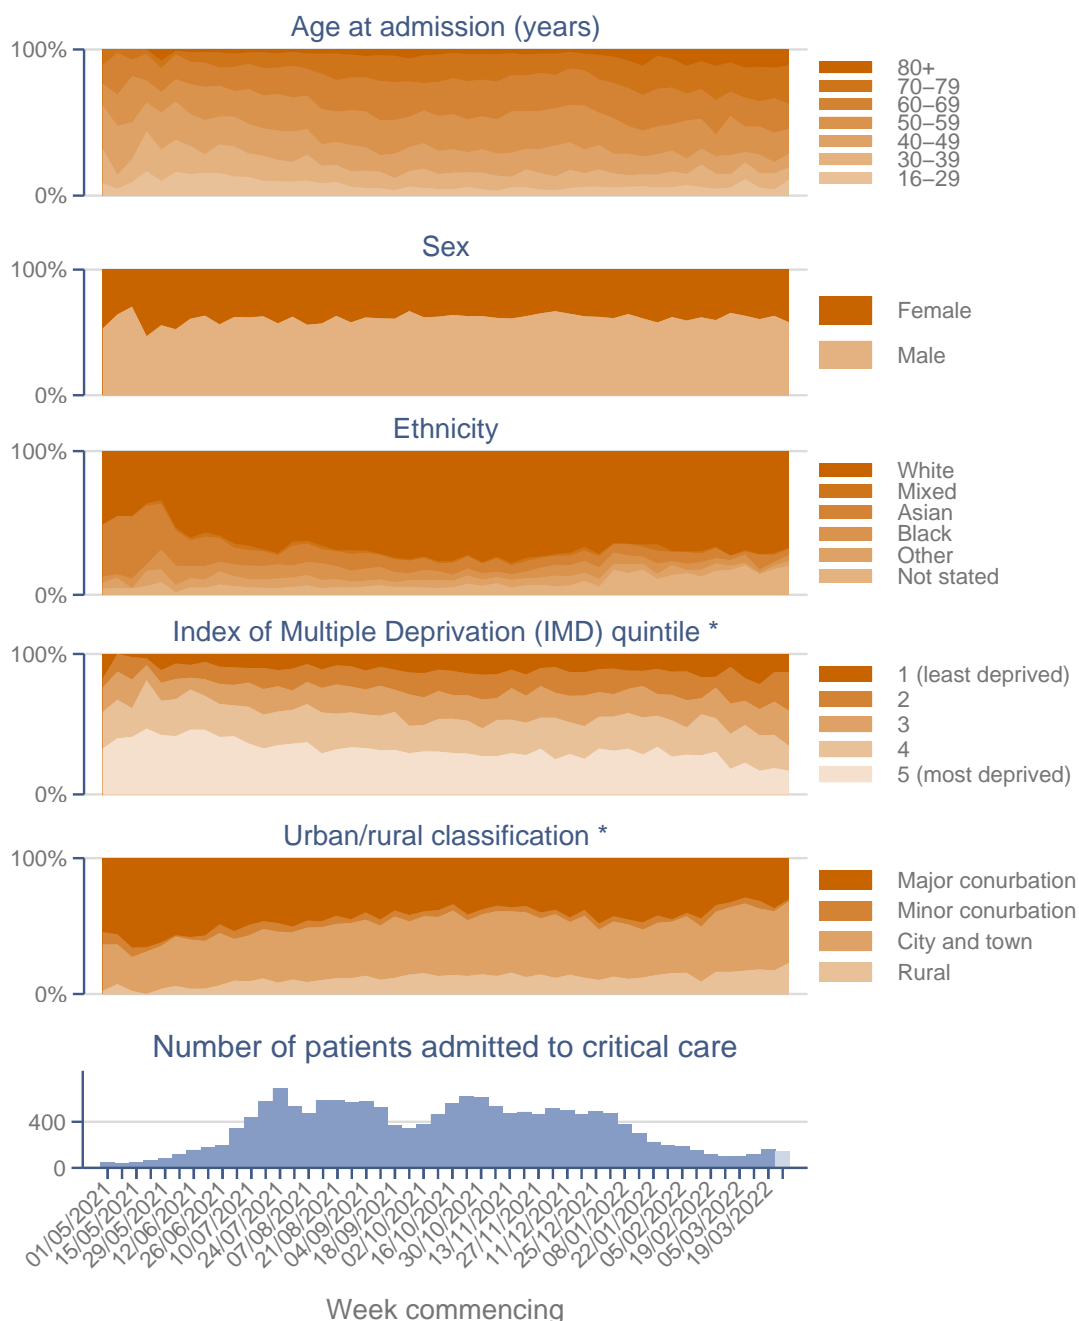 Age at admission (years)
100%
0%
80+
70–79
60–69
50–59
40–49
30–39
16–29
Sex
100%
0%
Female
Male
Ethnicity
100%
0%
White
Mixed
Asian
Black
Other
Not stated
Index of Multiple Deprivation (IMD) quintile *
100%
0%
1 (least deprived)
2
3
4
5 (most deprived)
Urban/rural classification *
100%
0%
Major conurbation
Minor conurbation
City and town
Rural
Number of patients admitted to critical care
400
0
01/05/2021
15/05/2021
29/05/2021
12/06/2021
26/06/2021
10/07/2021
24/07/2021
07/08/2021
21/08/2021
04/09/2021
18/09/2021
02/10/2021
16/10/2021
30/10/2021
13/11/2021
27/11/2021
11/12/2021
25/12/2021
08/01/2022
22/01/2022
05/02/2022
19/02/2022
05/03/2022
19/03/2022
Week commencing